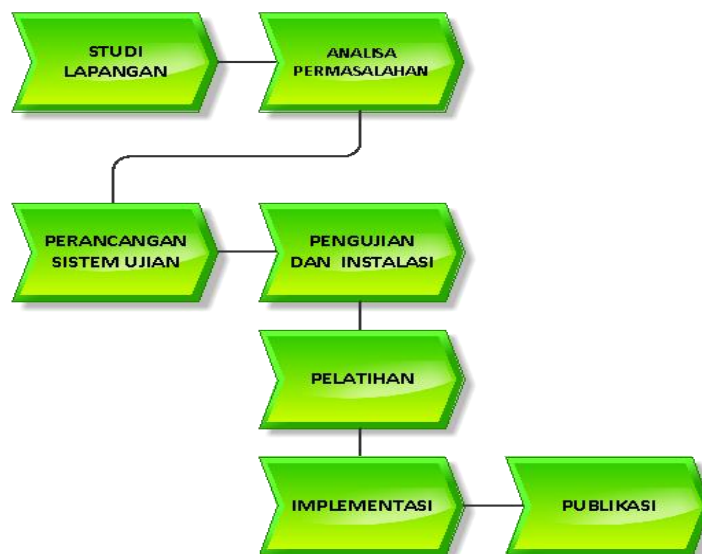 STUDI
LAPANGAN
ANALISA
PERMASALAHAN
PERANCANGAN
SISTEM UJIAN
PENGUJIAN
DAN INSTALASI
PELATIHAN
IMPLEMENTASI
PUBLIKASI